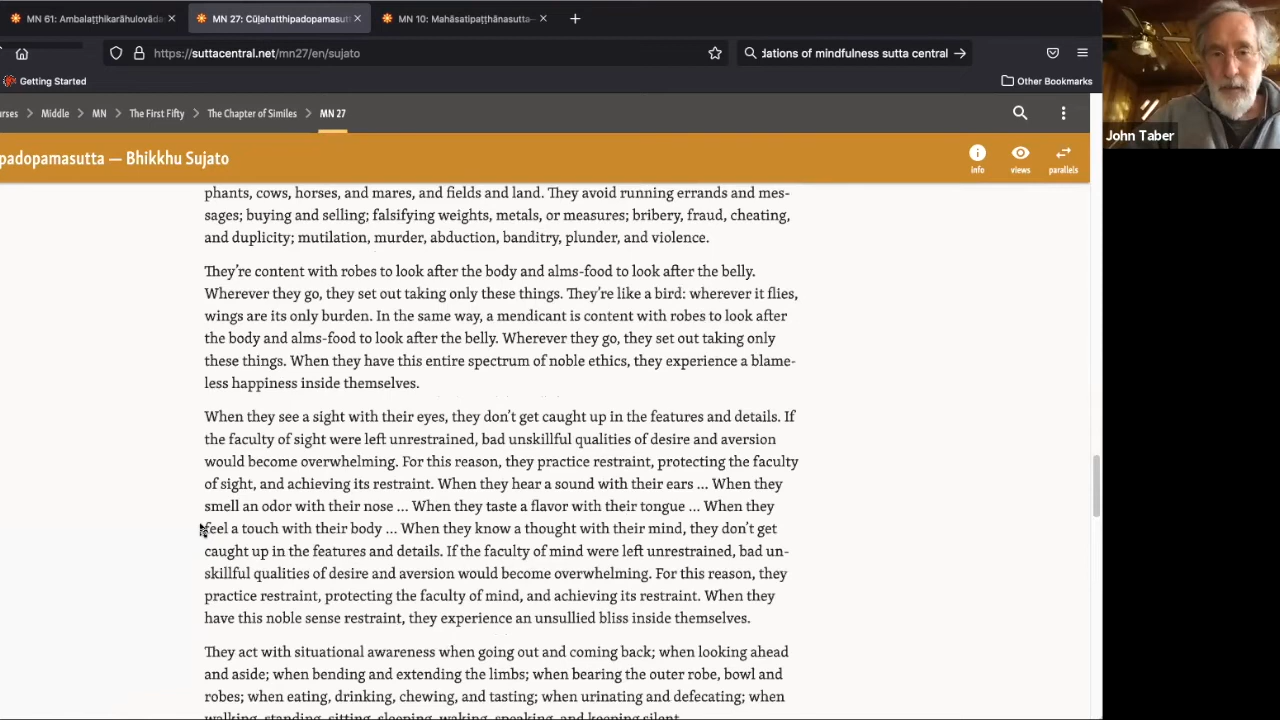 MN 61: Ambalaṭṭhikarāhulovāda
MN 27: Cūḷahatthipadopamasutt
MN 10: Mahāsatipaṭṭhānasutta—
https://suttacentral.net/mn27/en/sujato
dations of mindfulness sutta central
Getting Started
Other Bookmarks
urses
Middle
MN
The First Fifty
The Chapter of Similes
MN 27
John Taber
padopamasutta — Bhikkhu Sujato
info
views
parallels
phants, cows, horses, and mares, and fields and land. They avoid running errands and mes-
sages; buying and selling; falsifying weights, metals, or measures; bribery, fraud, cheating,
and duplicity; mutilation, murder, abduction, banditry, plunder, and violence.
They’re content with robes to look after the body and alms-food to look after the belly.
Wherever they go, they set out taking only these things. They’re like a bird: wherever it flies,
wings are its only burden. In the same way, a mendicant is content with robes to look after
the body and alms-food to look after the belly. Wherever they go, they set out taking only
these things. When they have this entire spectrum of noble ethics, they experience a blame-
less happiness inside themselves.
When they see a sight with their eyes, they don’t get caught up in the features and details. If
the faculty of sight were left unrestrained, bad unskillful qualities of desire and aversion
would become overwhelming. For this reason, they practice restraint, protecting the faculty
of sight, and achieving its restraint. When they hear a sound with their ears … When they
smell an odor with their nose … When they taste a flavor with their tongue … When they
feel a touch with their body … When they know a thought with their mind, they don’t get
caught up in the features and details. If the faculty of mind were left unrestrained, bad un-
skillful qualities of desire and aversion would become overwhelming. For this reason, they
practice restraint, protecting the faculty of mind, and achieving its restraint. When they
have this noble sense restraint, they experience an unsullied bliss inside themselves.
They act with situational awareness when going out and coming back; when looking ahead
and aside; when bending and extending the limbs; when bearing the outer robe, bowl and
robes; when eating, drinking, chewing, and tasting; when urinating and defecating; when
walking, standing, sitting, sleeping, waking, speaking, and keeping silent.